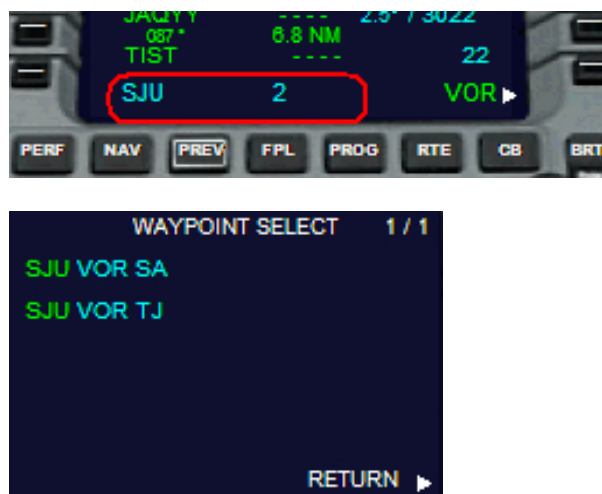 JAQYY ---- 2.5° / 3022
087° 6.8 NM
TIST ---- 22
SJU 2 VOR
PERF NAV PREV FPL PROG RTE CB BRT
WAYPOINT SELECT 1 / 1
SJU VOR SA
SJU VOR TJ
RETURN